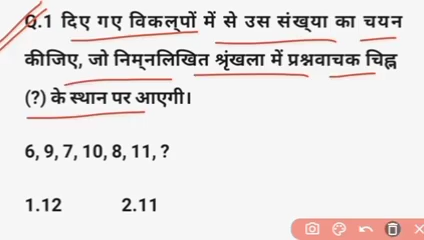 Q.1 दिए गए विकल्पों में से उस संख्या का चयन
कीजिए, जो निम्नलिखित श्रृंखला में प्रश्नवाचक चिह्न
(?) के स्थान पर आएगी।
6, 9, 7, 10, 8, 11, ?
1.12 2.11